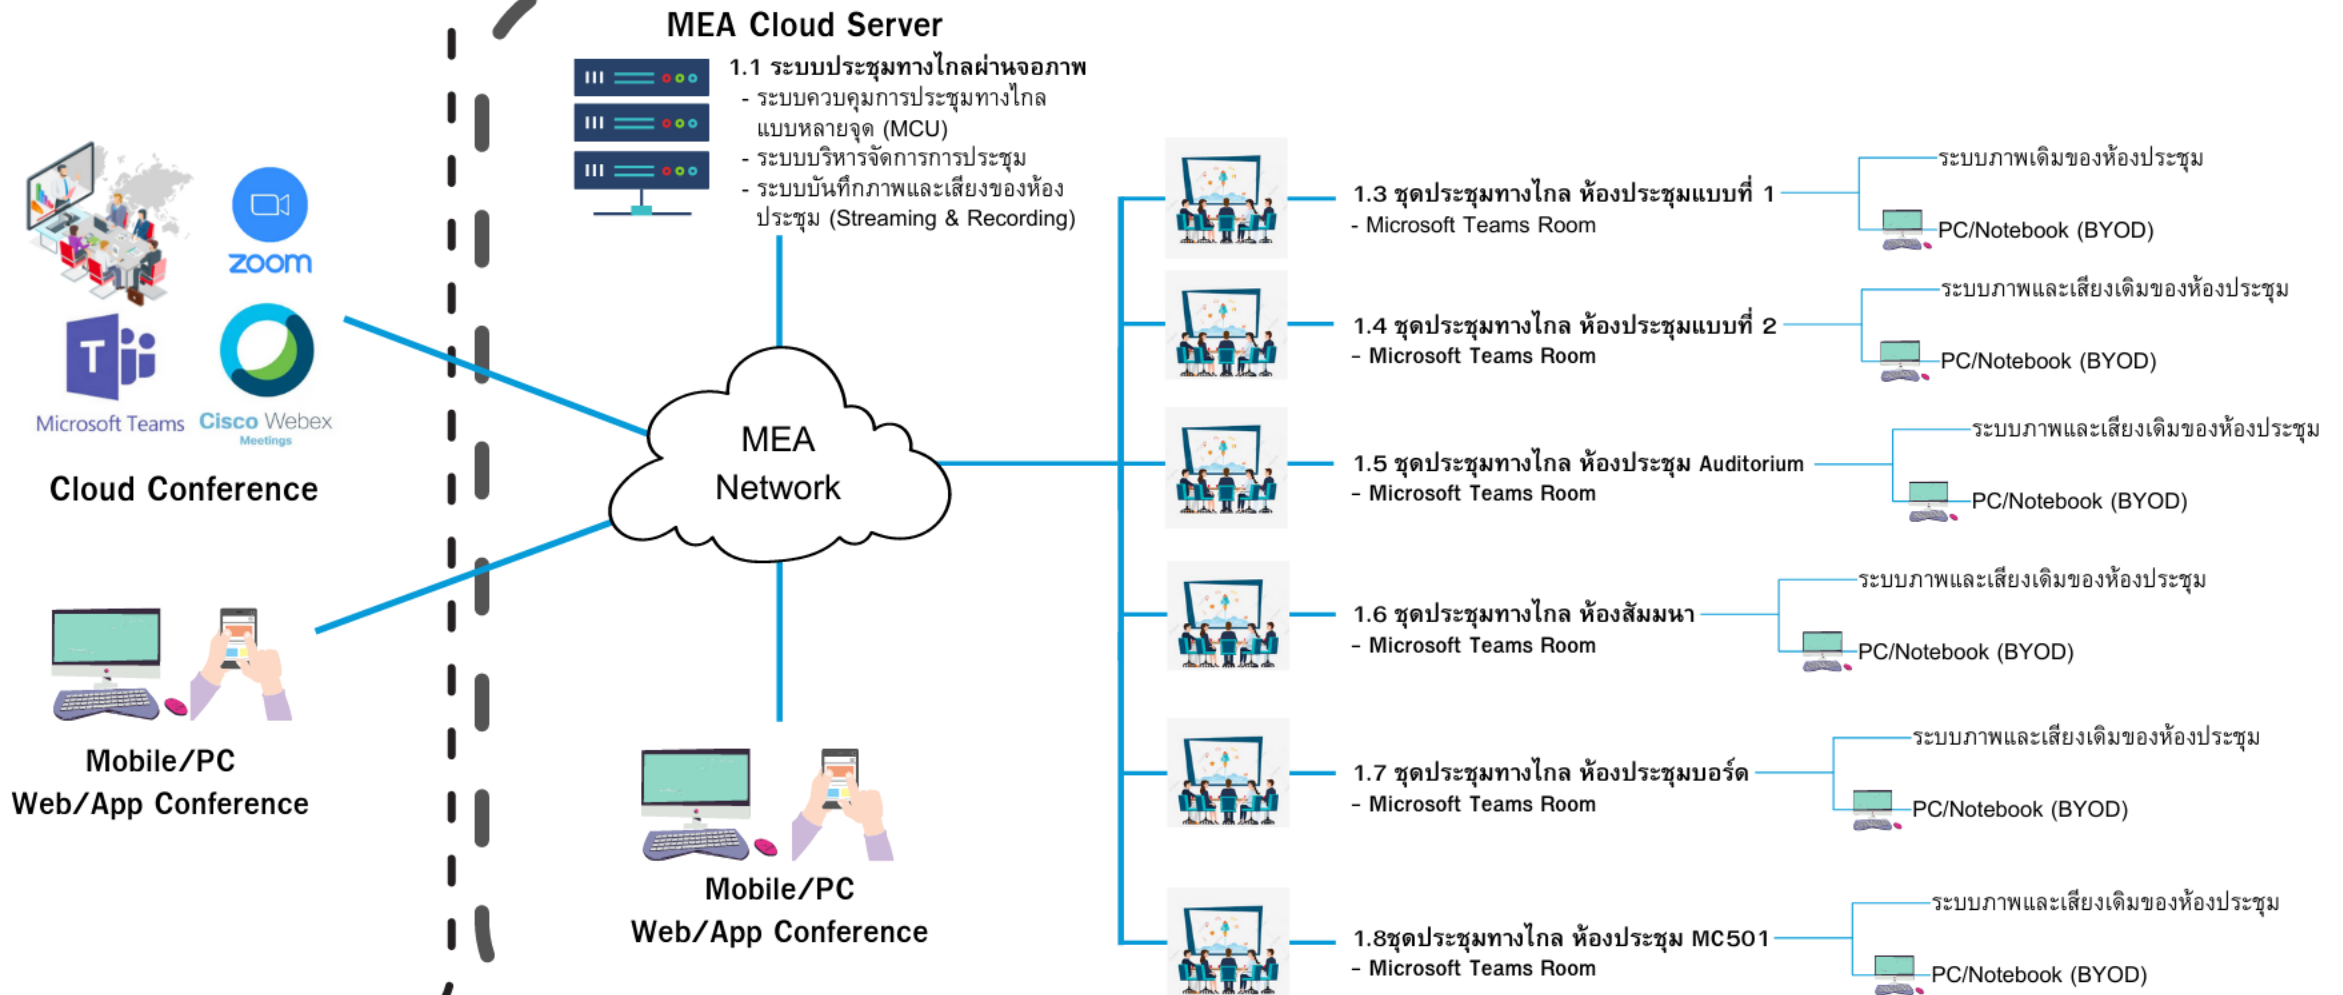 MEA Cloud Server
1.1 ระบบประชุมทางไกลผ่านจอภาพ
- ระบบควบคุมการประชุมทางไกล
แบบหลายจุด (MCU)
- ระบบบริหารจัดการการประชุม
- ระบบบันทึกภาพและเสียงของห้อง
ประชุม (Streaming & Recording)
zoom
T
Microsoft Teams
Cisco Webex
Meetings
Cloud Conference
Mobile/PC
Web/App Conference
MEA
Network
Mobile/PC
Web/App Conference
1.3 ชุดประชุมทางไกล ห้องประชุมแบบที่ 1
- Microsoft Teams Room
ระบบภาพเดิมของห้องประชุม
PC/Notebook (BYOD)
1.4 ชุดประชุมทางไกล ห้องประชุมแบบที่ 2
- Microsoft Teams Room
ระบบภาพและเสียงเดิมของห้องประชุม
PC/Notebook (BYOD)
1.5 ชุดประชุมทางไกล ห้องประชุม Auditorium
- Microsoft Teams Room
ระบบภาพและเสียงเดิมของห้องประชุม
PC/Notebook (BYOD)
1.6 ชุดประชุมทางไกล ห้องสัมมนา
- Microsoft Teams Room
ระบบภาพและเสียงเดิมของห้องประชุม
PC/Notebook (BYOD)
1.7 ชุดประชุมทางไกล ห้องประชุมบอร์ด
- Microsoft Teams Room
ระบบภาพและเสียงเดิมของห้องประชุม
PC/Notebook (BYOD)
1.8ชุดประชุมทางไกล ห้องประชุม MC501
- Microsoft Teams Room
ระบบภาพและเสียงเดิมของห้องประชุม
PC/Notebook (BYOD)